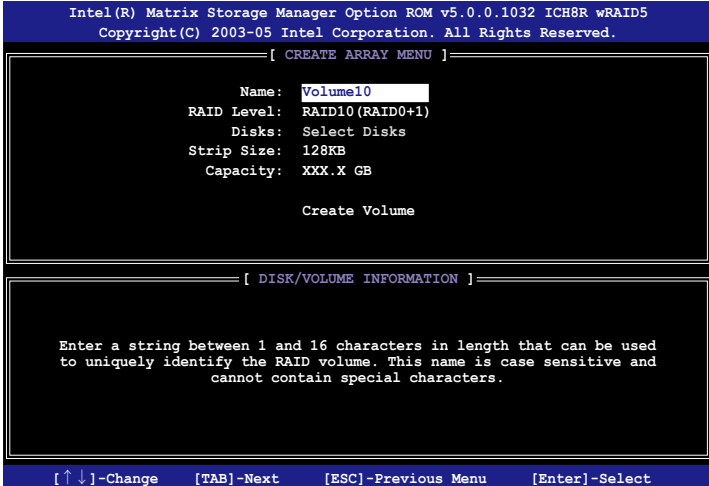 Intel(R) Matrix Storage Manager Option ROM v5.0.0.1032 ICH8R wRAID5
Copyright(C) 2003-05 Intel Corporation. All Rights Reserved.
[ CREATE ARRAY MENU ]
Name: Volume10
RAID Level: RAID10(RAID0+1)
Disks: Select Disks
Strip Size: 128KB
Capacity: XXX.X GB
Create Volume
[ DISK/VOLUME INFORMATION ]
Enter a string between 1 and 16 characters in length that can be used
to uniquely identify the RAID volume. This name is case sensitive and
cannot contain special characters.
[↑↓]-Change [TAB]-Next [ESC]-Previous Menu [Enter]-Select